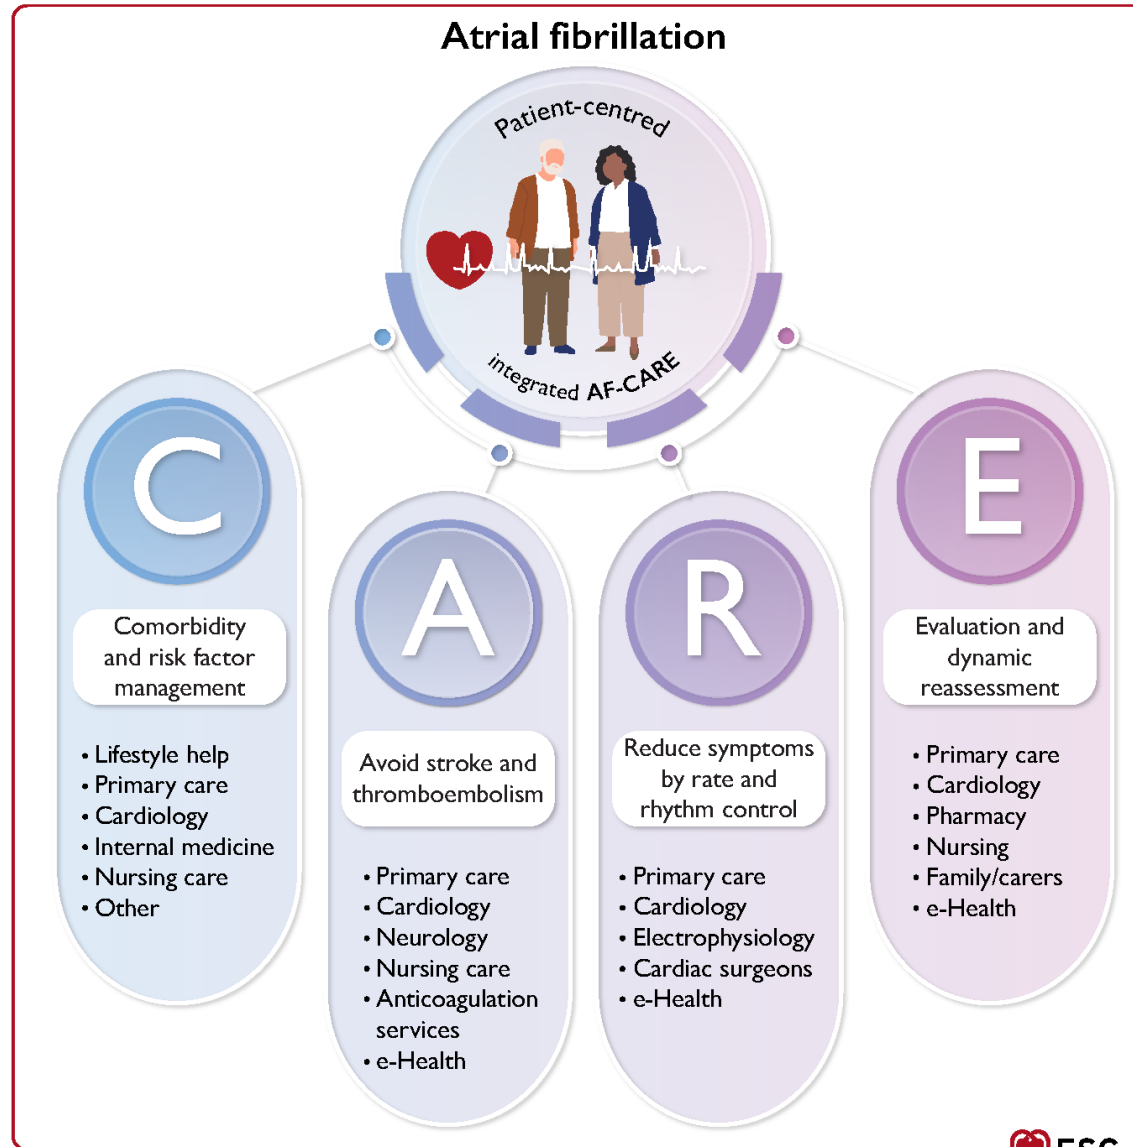 Atrial fibrillation
Patient-centred
integrated AF-CARE
C
Comorbidity
and risk factor
management
• Lifestyle help
• Primary care
• Cardiology
• Internal medicine
• Nursing care
• Other
A
Avoid stroke and
thromboembolism
• Primary care
• Cardiology
• Neurology
• Nursing care
• Anticoagulation
services
• e-Health
R
Reduce symptoms
by rate and
rhythm control
• Primary care
• Cardiology
• Electrophysiology
• Cardiac surgeons
• e-Health
E
Evaluation and
dynamic
reassessment
• Primary care
• Cardiology
• Pharmacy
• Nursing
• Family/carers
• e-Health
ESC